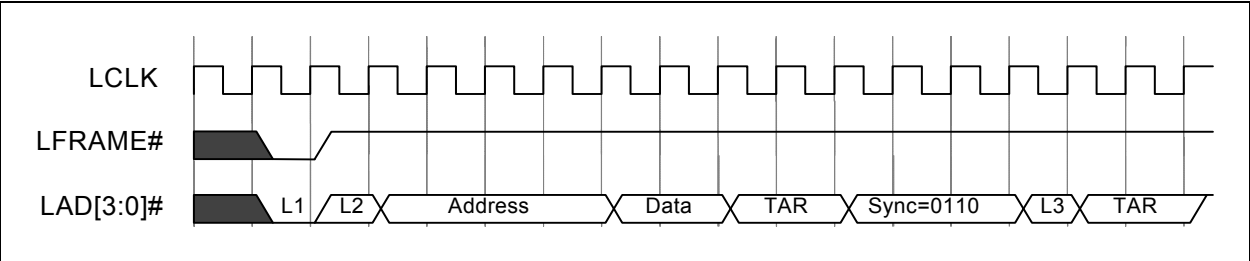 LCLK
LFRAME#
LAD[3:0]# L1 L2 Address Data TAR Sync=0110 L3 TAR